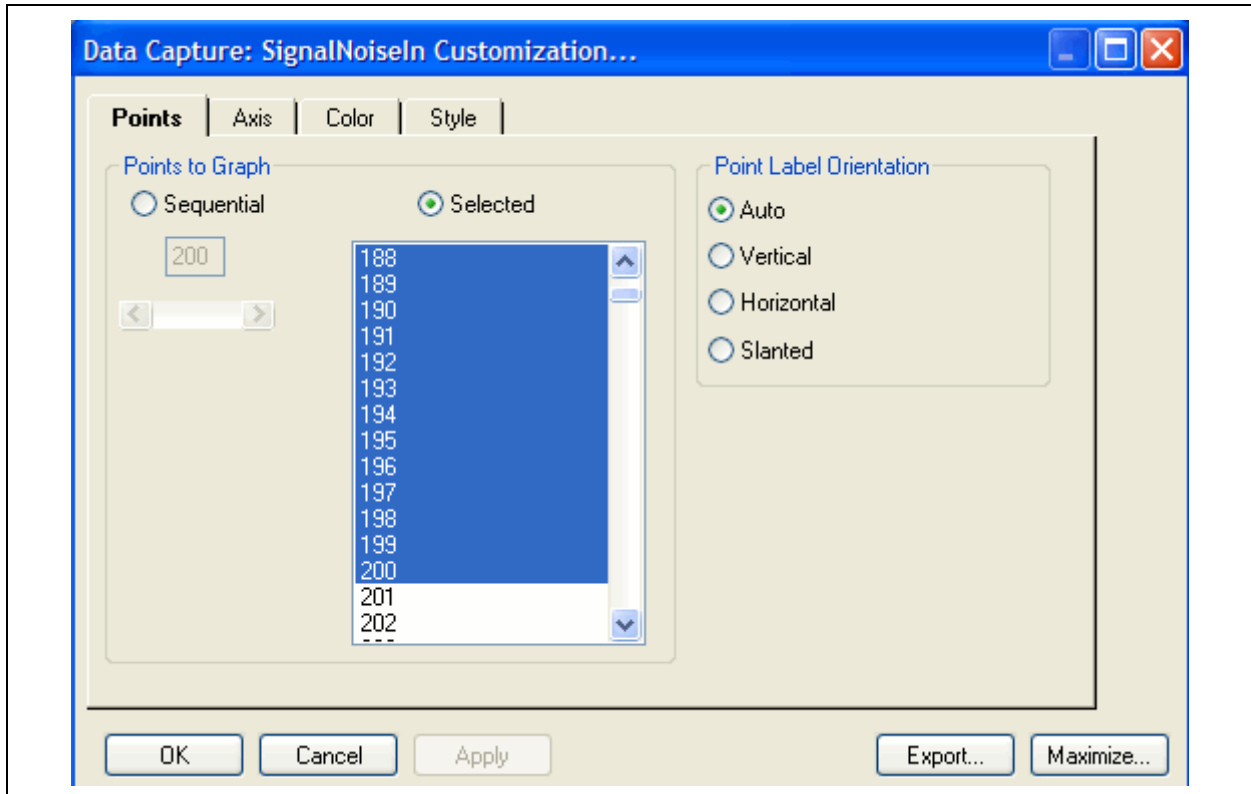 Data Capture: SignalNoiseIn Customization...
Points Axis Color Style
Points to Graph
Sequential Selected
200
188
189
190
191
192
193
194
195
196
197
198
199
200
201
202
Point Label Orientation
Auto
Vertical
Horizontal
Slanted
OK Cancel Apply Export... Maximize...